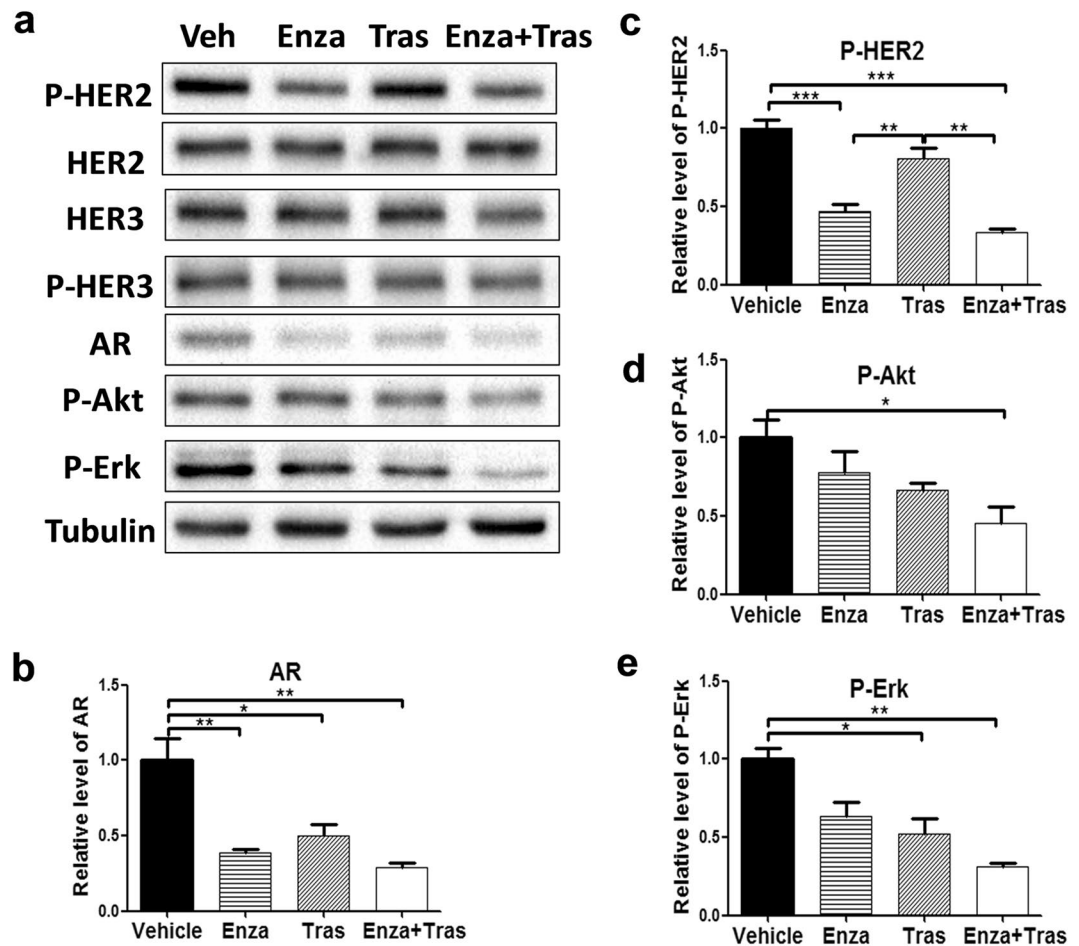 a
Veh Enza Tras Enza+Tras
P-HER2
HER2
HER3
P-HER3
AR
P-Akt
P-Erk
Tubulin
b
AR
Relative level of AR
1.5
1.0
0.5
0.0
**
*
**
Vehicle Enza Tras Enza+Tras
c
P-HER2
Relative level of P-HER2
1.5
1.0
0.5
0.0
***
***
** **
Vehicle Enza Tras Enza+Tras
d
P-Akt
Relative level of P-Akt
1.5
1.0
0.5
0.0
*
Vehicle Enza Tras Enza+Tras
e
P-Erk
Relative level of P-Erk
1.5
1.0
0.5
0.0
**
*
Vehicle Enza Tras Enza+Tras